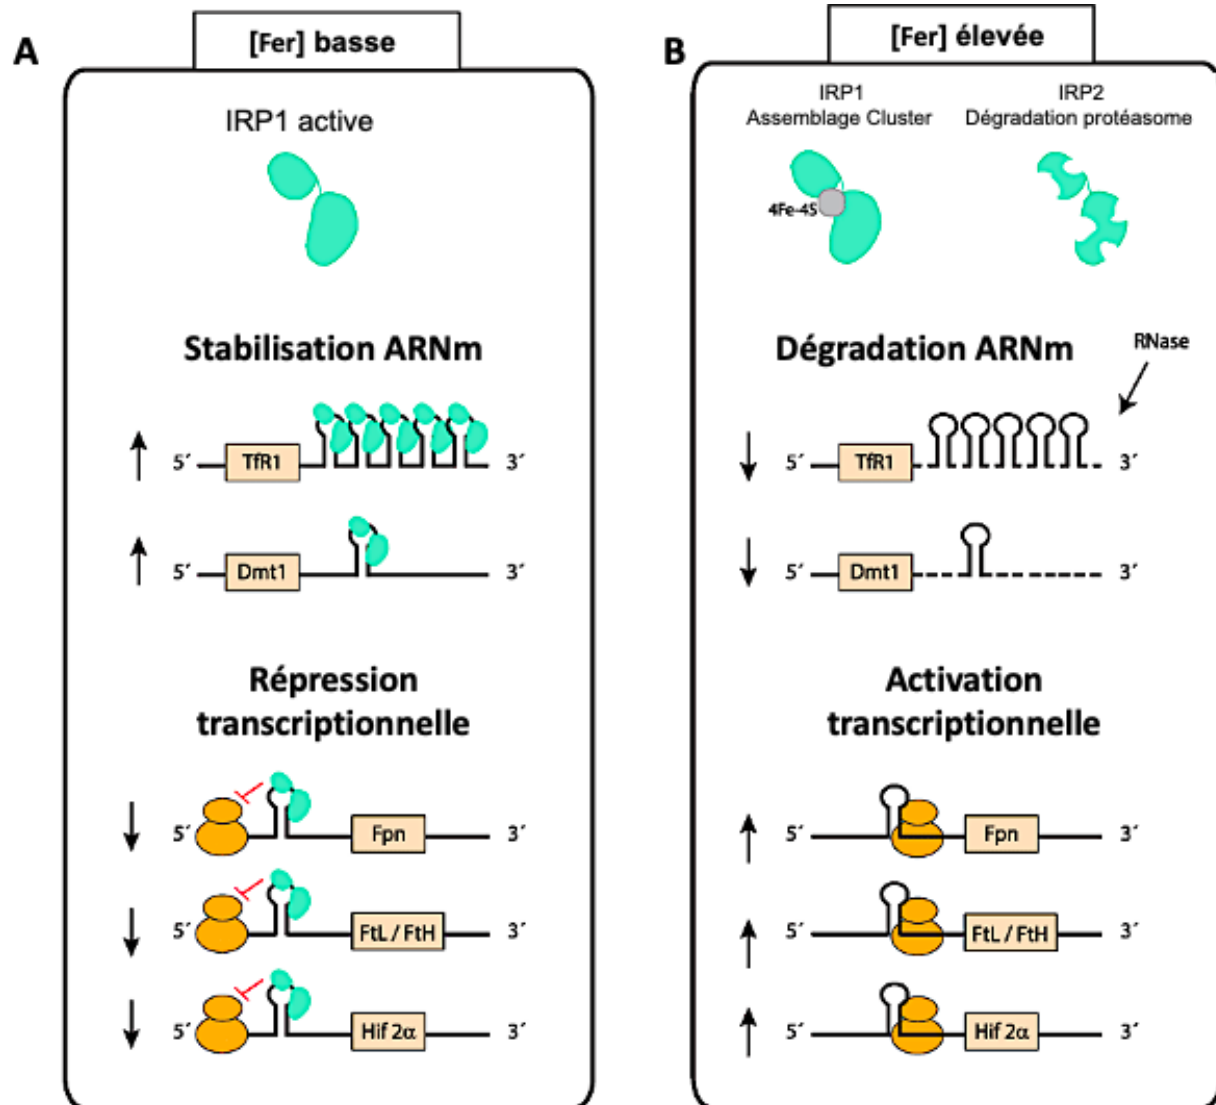 A
[Fer] basse
IRP1 active
Stabilisation ARNm
5´ TfR1 3´
5´ Dmt1 3´
Répression
transcriptionnelle
5´ Fpn 3´
5´ FtL / FtH 3´
5´ Hif 2α 3´
B
[Fer] élevée
IRP1
Assemblage Cluster
IRP2
Dégradation protéasome
4Fe-4S
Dégradation ARNm
RNase
5´ TfR1 3´
5´ Dmt1 3´
Activation
transcriptionnelle
5´ Fpn 3´
5´ FtL / FtH 3´
5´ Hif 2α 3´